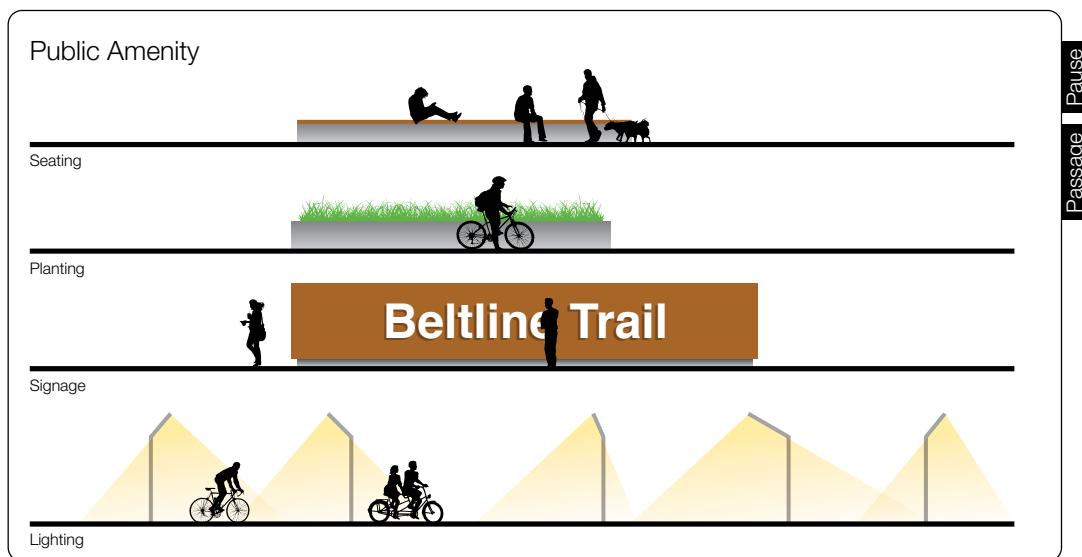 Public Amenity
Pause
Passage
Seating
Planting
Beltline Trail
Signage
Lighting